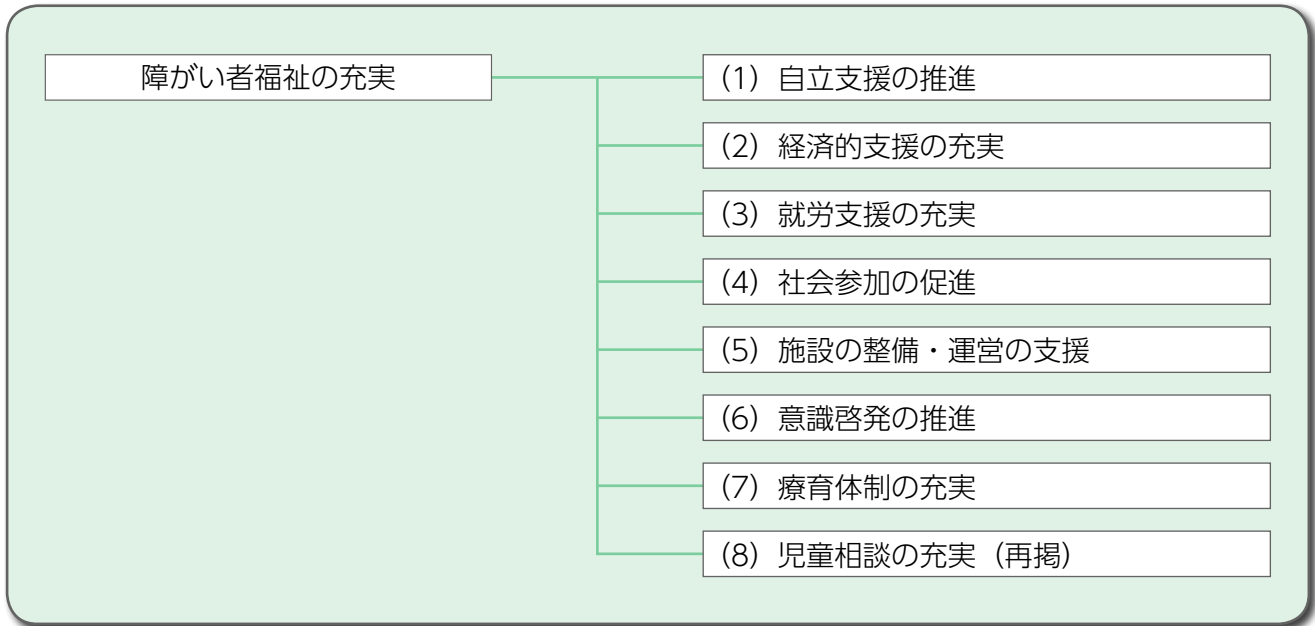 障がい者福祉の充実
（1）自立支援の推進
（2）経済的支援の充実
（3）就労支援の充実
（4）社会参加の促進
（5）施設の整備・運営の支援
（6）意識啓発の推進
（7）療育体制の充実
（8）児童相談の充実（再掲）